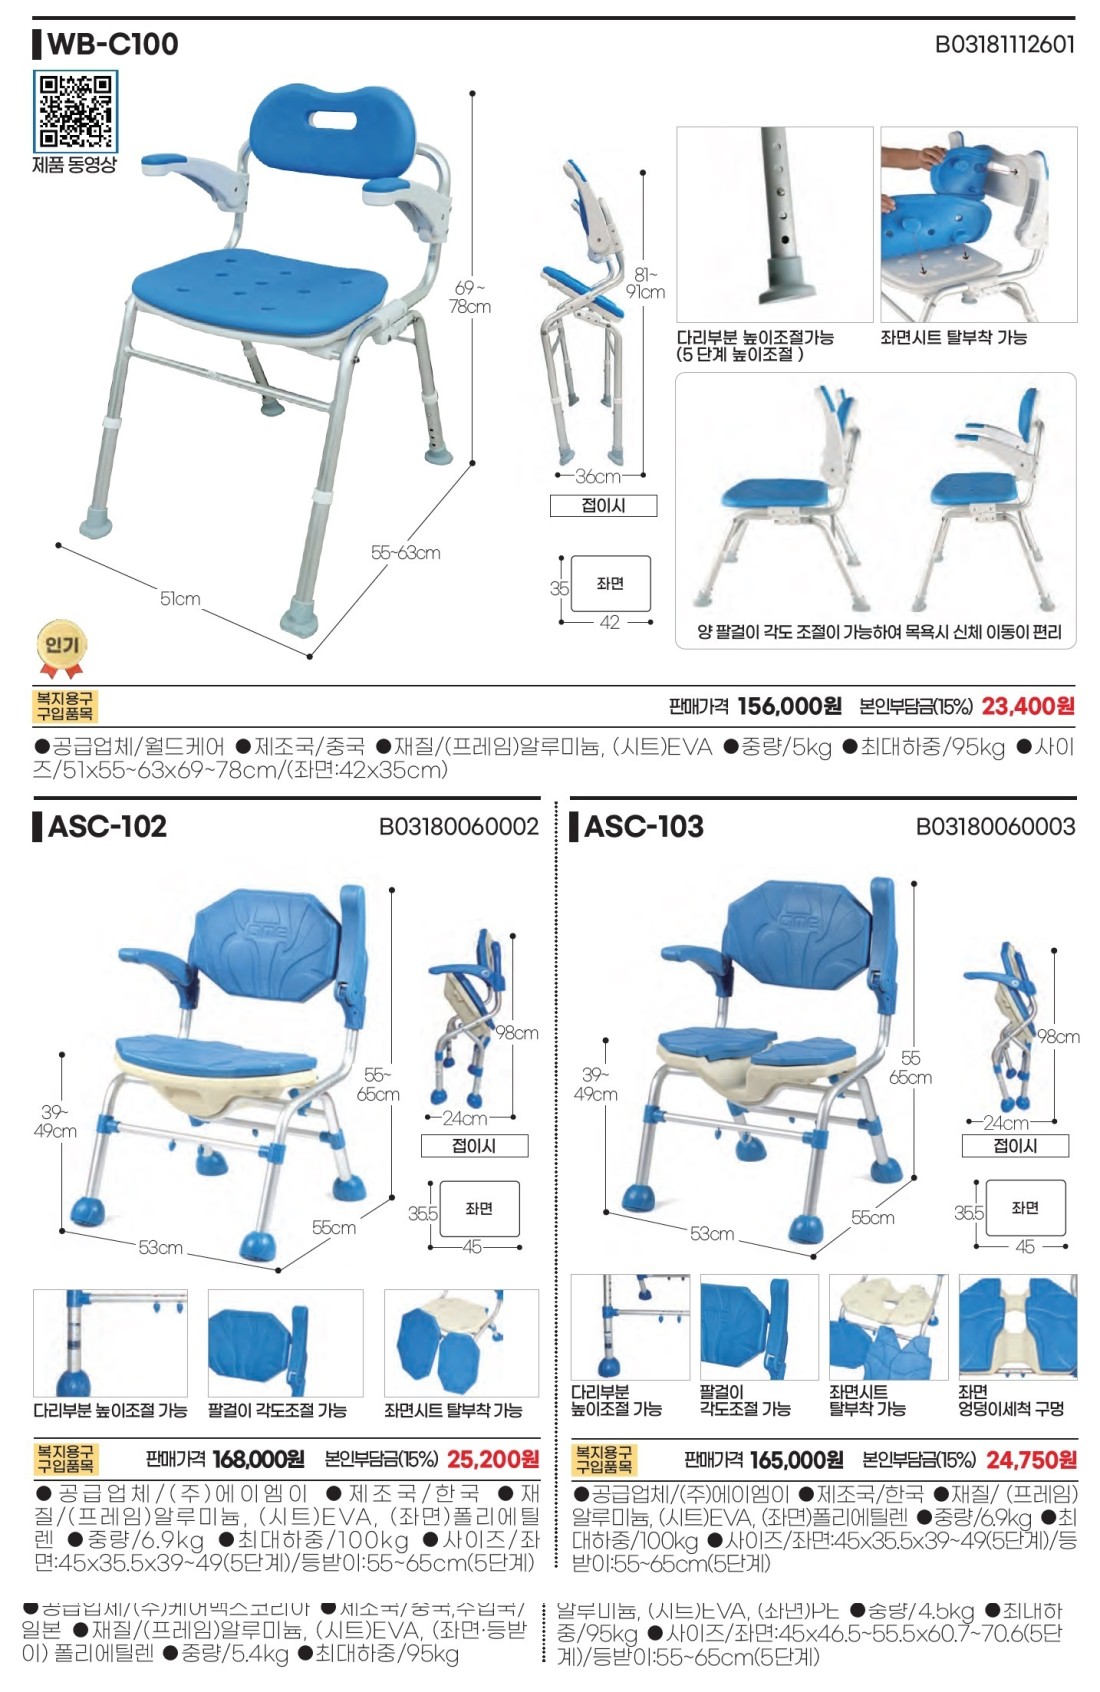 WB-C100
B03181112601
제품 동영상
69~
78cm
55~63cm
51cm
인기
81~
91cm
36cm
접이시
35
좌면
42
다리부분 높이조절가능
(5 단계 높이조절 )
좌면시트 탈부착 가능
양 팔걸이 각도 조절이 가능하여 목욕시 신체 이동이 편리
복지용구
구입품목
판매가격 156,000원 본인부담금(15%) 23,400원
●공급업체/월드케어 ●제조국/중국 ●재질/(프레임)알루미늄, (시트)EVA ●중량/5kg ●최대하중/95kg ●사이
즈/51x55~63x69~78cm/(좌면:42x35cm)
ASC-102
B03180060002
39~
49cm
55~
65cm
53cm
55cm
98cm
24cm
접이시
35.5
좌면
45
다리부분 높이조절 가능
팔걸이 각도조절 가능
좌면시트 탈부착 가능
복지용구
구입품목
판매가격 168,000원 본인부담금(15%) 25,200원
●공급업체/(주)에이엠이 ●제조국/한국 ●재
질/(프레임)알루미늄, (시트)EVA, (좌면)폴리에틸
렌 ●중량/6.9kg ●최대하중/100kg ●사이즈/좌
면:45x35.5x39~49(5단계)/등받이:55~65cm(5단계)
ASC-103
B03180060003
39~
49cm
55
65cm
53cm
55cm
98cm
24cm
접이시
35.5
좌면
45
다리부분
높이조절 가능
팔걸이
각도조절 가능
좌면시트
탈부착 가능
좌면
엉덩이세척 구멍
복지용구
구입품목
판매가격 165,000원 본인부담금(15%) 24,750원
●공급업체/(주)에이엠이 ●제조국/한국 ●재질/ (프레임)
알루미늄, (시트)EVA, (좌면)폴리에틸렌 ●중량/6.9kg ●최
대하중/100kg ●사이즈/좌면:45x35.5x39~49(5단계)/등
받이:55~65cm(5단계)
●공급업체/(주)케어맥스코리아 ●제조국/중국,수입국/
일본 ●재질/(프레임)알루미늄, (시트)EVA, (좌면·등받
이) 폴리에틸렌 ●중량/5.4kg ●최대하중/95kg
알루미늄, (시트)EVA, (좌면)PE ●중량/4.5kg ●최대하
중/95kg ●사이즈/좌면:45x46.5~55.5x60.7~70.6(5단
계)/등받이:55~65cm(5단계)